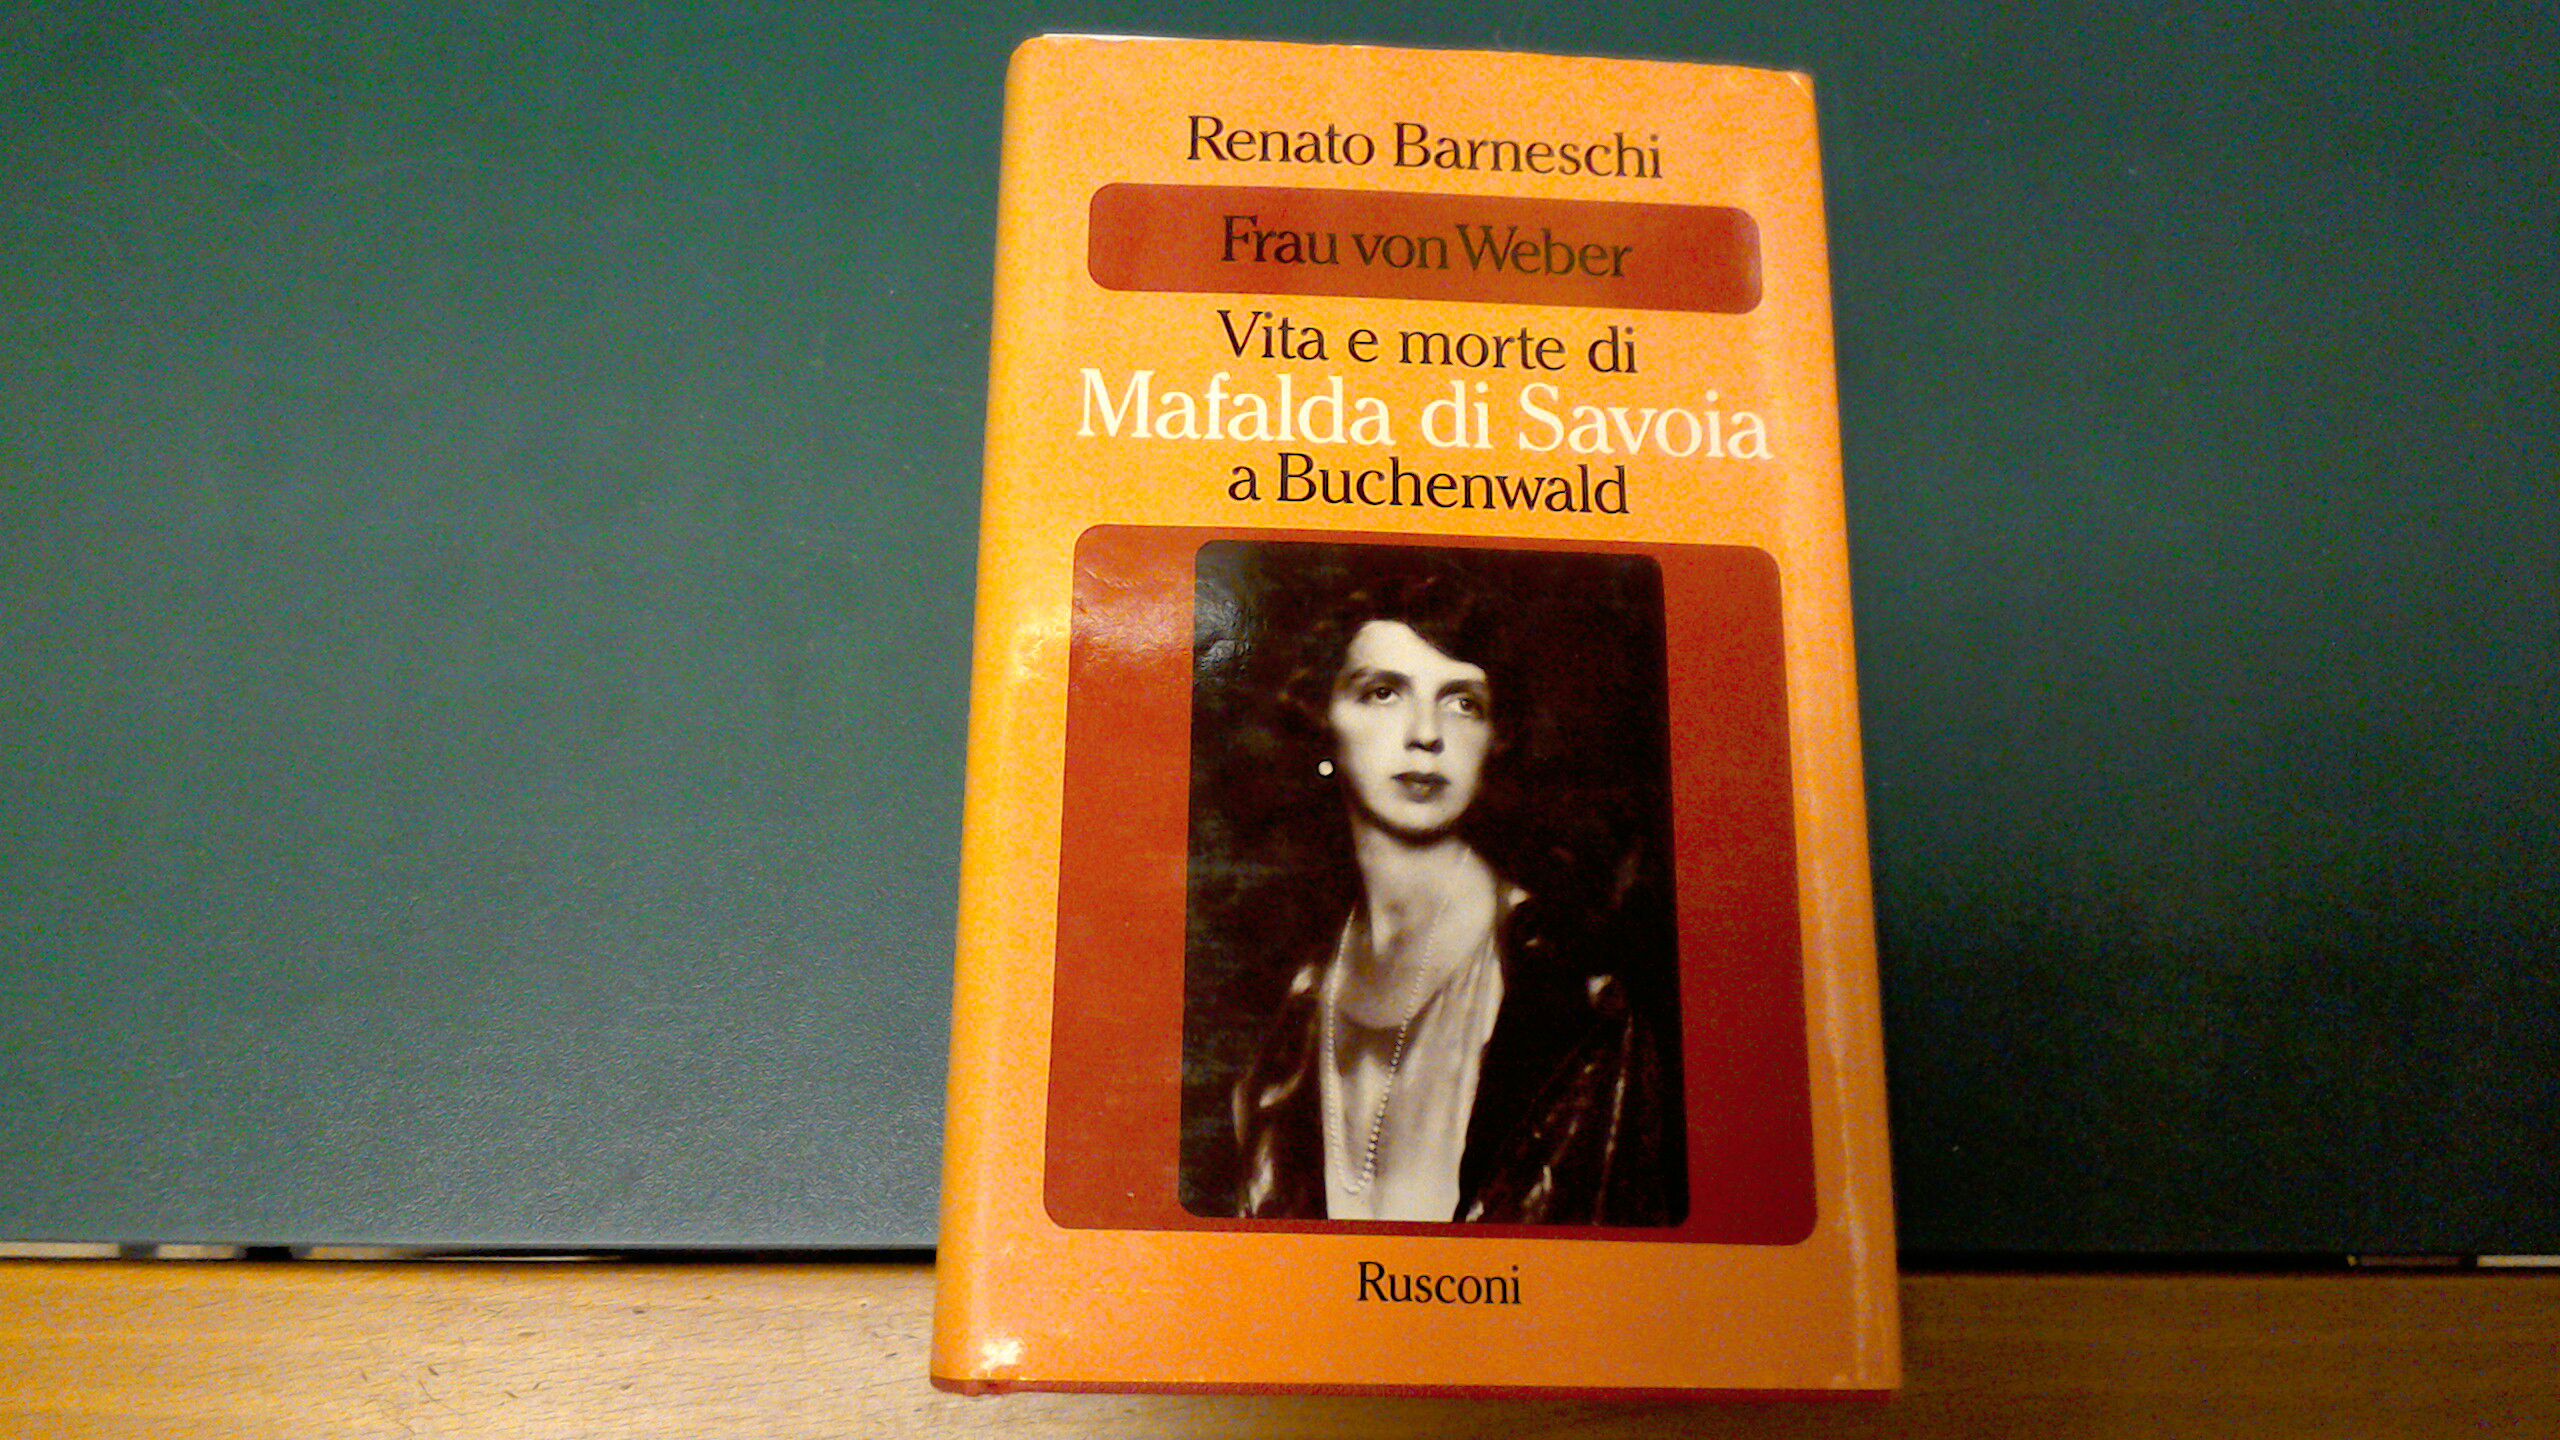 Renato Barneschi
Frau von Weber
Vita e morte di
Mafalda di Savoia
a Buchenwald
Rusconi